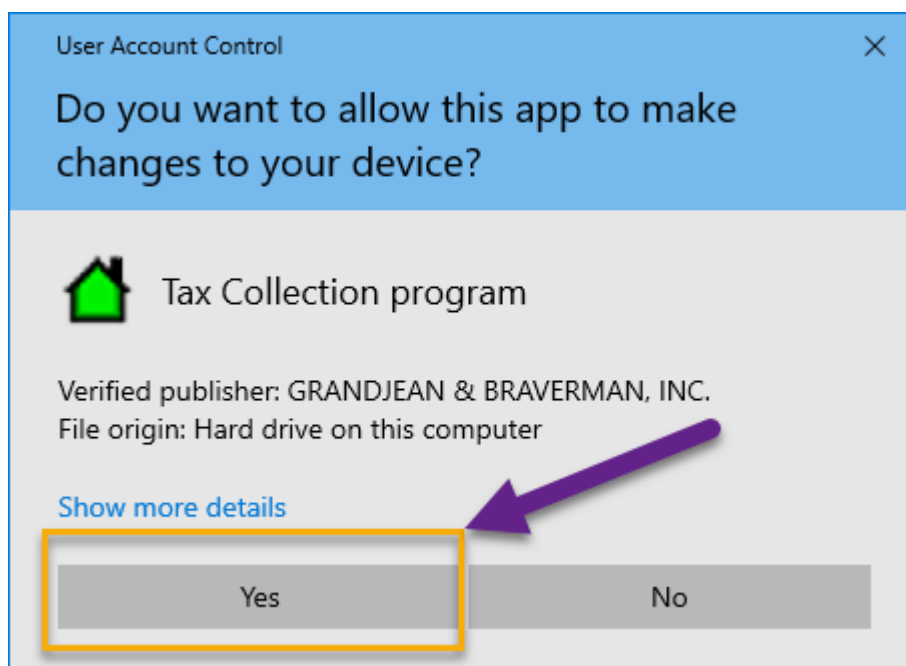 User Account Control
Do you want to allow this app to make
changes to your device?
Tax Collection program
Verified publisher: GRANDJEAN & BRAVERMAN, INC.
File origin: Hard drive on this computer
Show more details
Yes
No